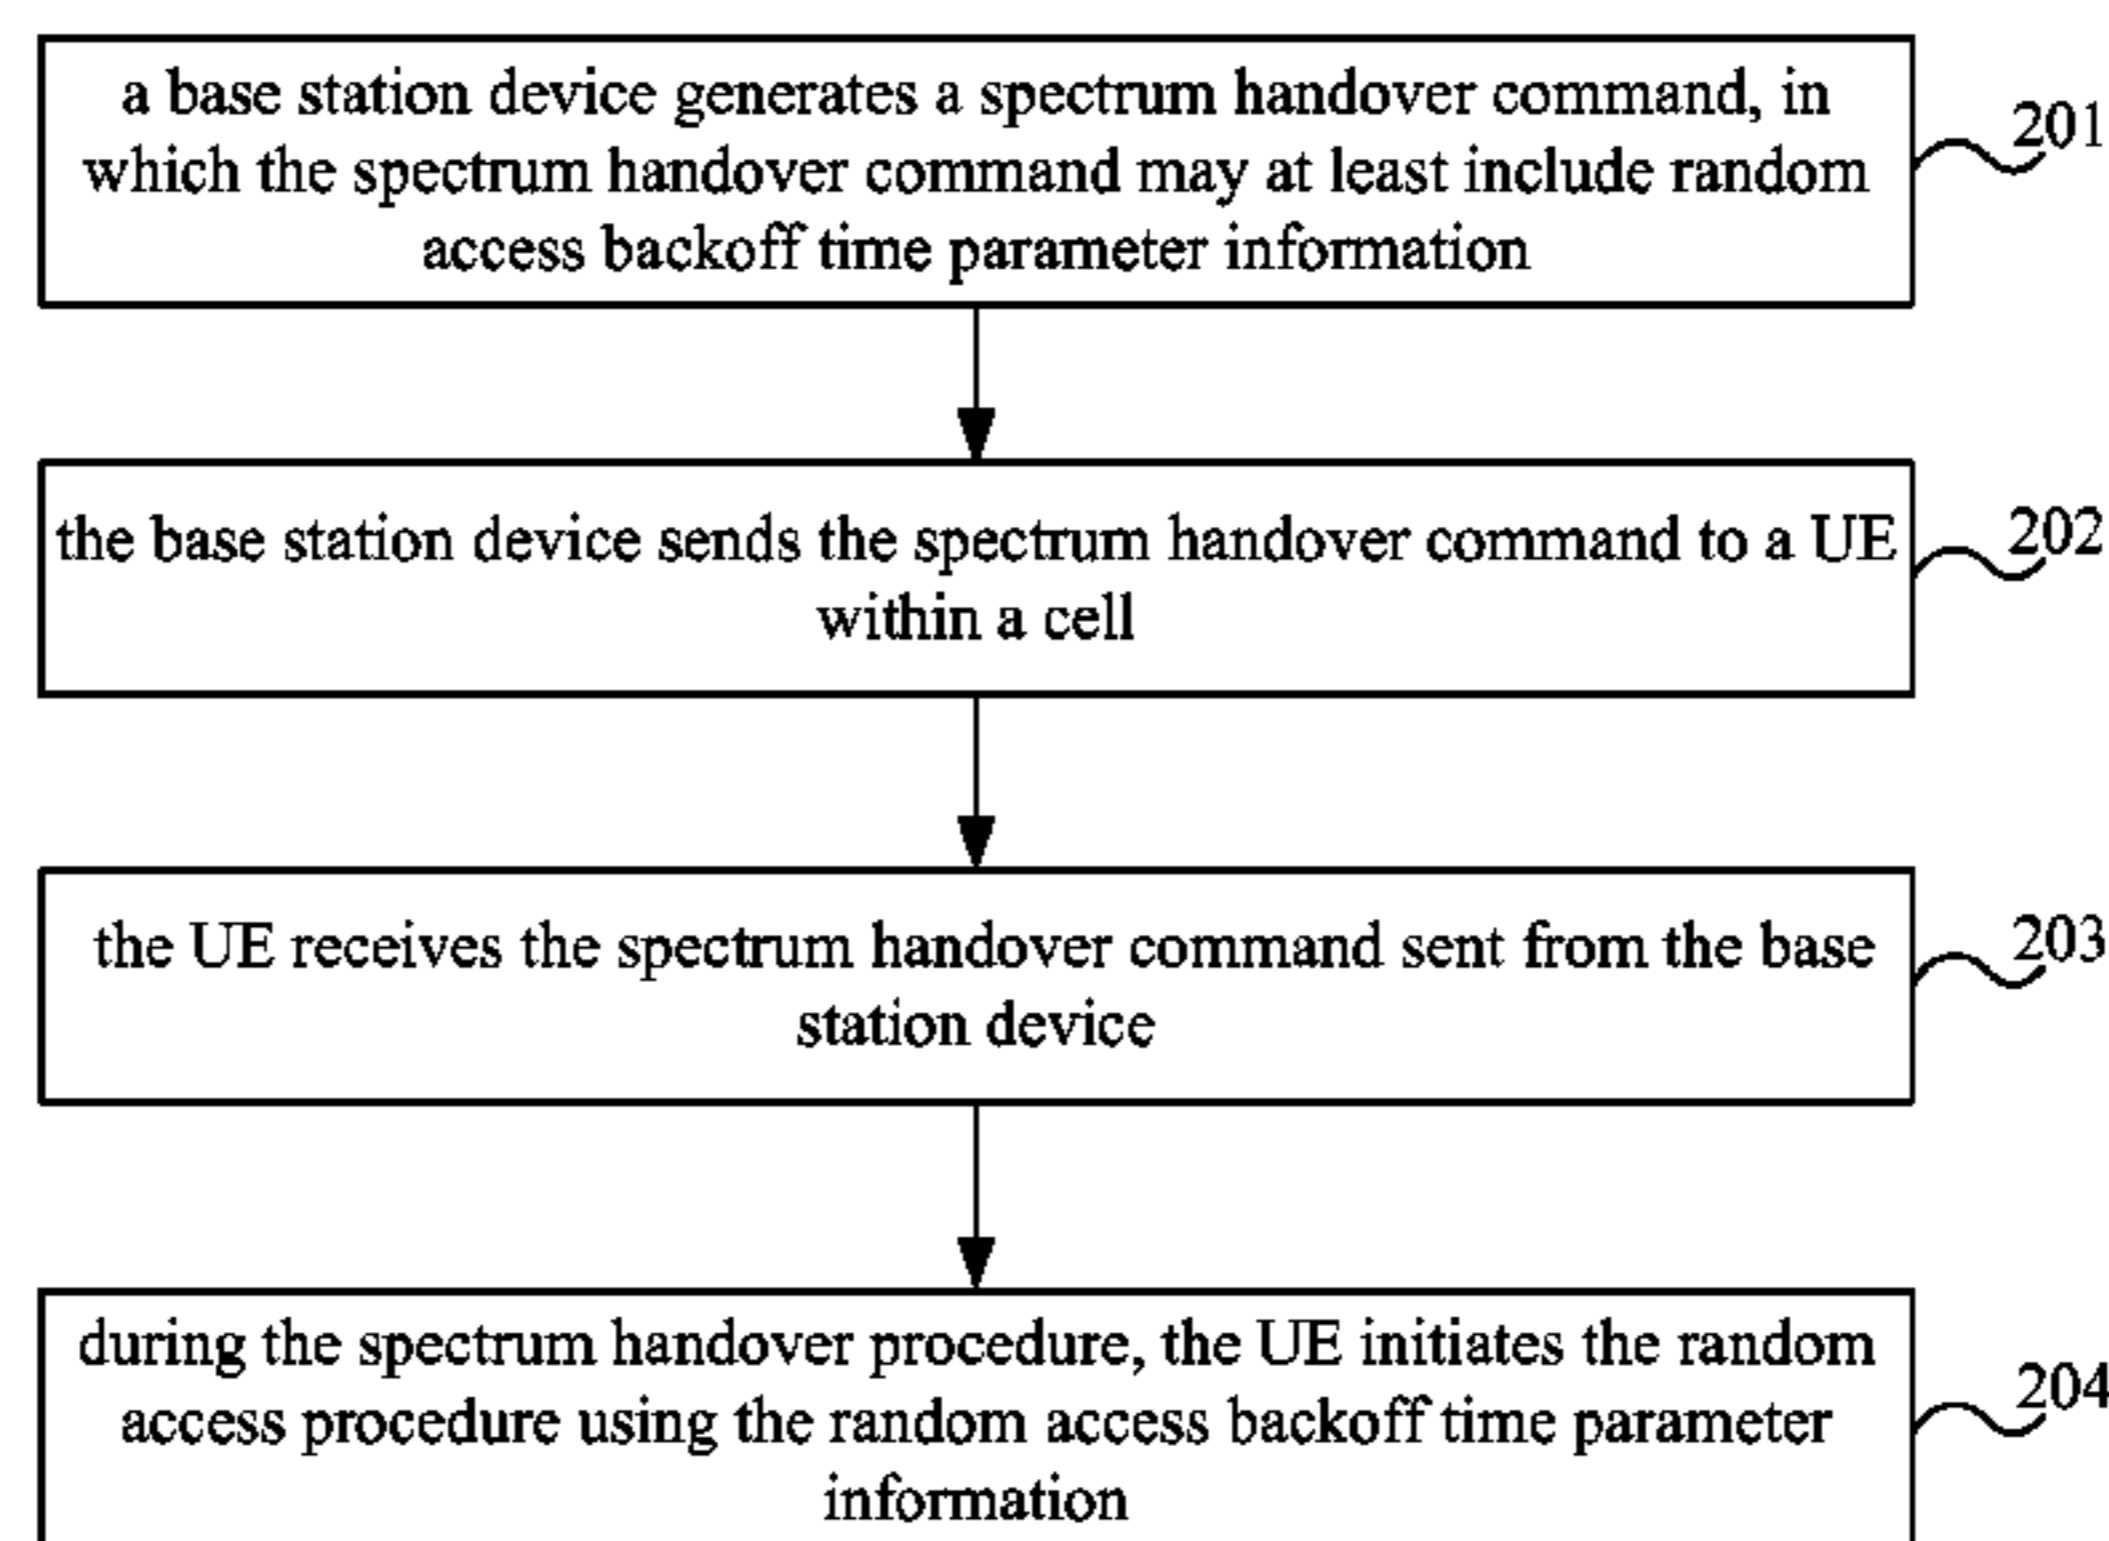 a base station device generates a spectrum handover command, in
which the spectrum handover command may at least include random
access backoff time parameter information
201
the base station device sends the spectrum handover command to a UE
within a cell
202
the UE receives the spectrum handover command sent from the base
station device
203
during the spectrum handover procedure, the UE initiates the random
access procedure using the random access backoff time parameter
information
204